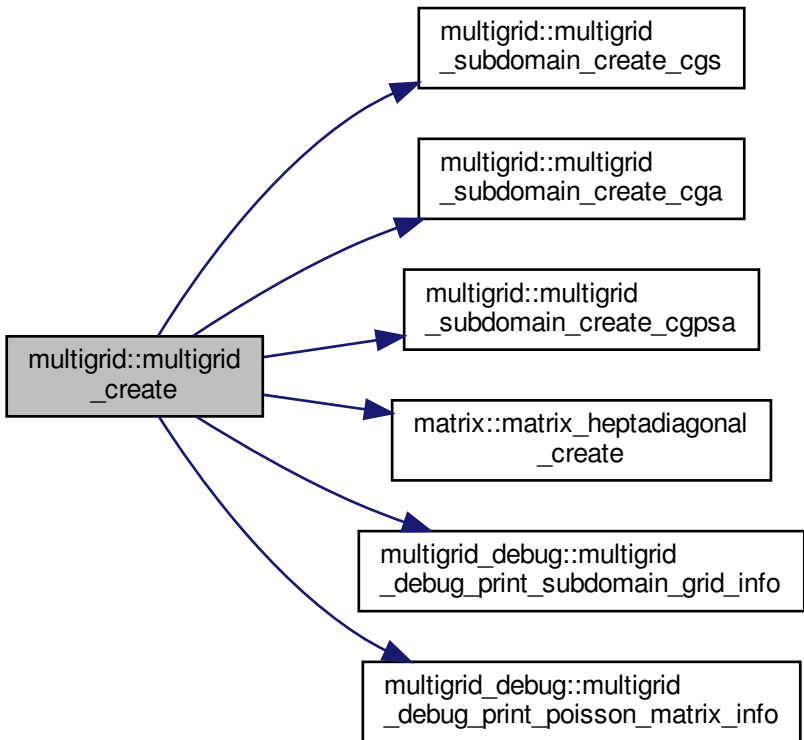 multigrid::multigrid
_subdomain_create_cgs
multigrid::multigrid
_subdomain_create_cga
multigrid::multigrid
_subdomain_create_cgpsa
multigrid::multigrid
_create
matrix::matrix_heptadiagonal
_create
multigrid_debug::multigrid
_debug_print_subdomain_grid_info
multigrid_debug::multigrid
_debug_print_poisson_matrix_info